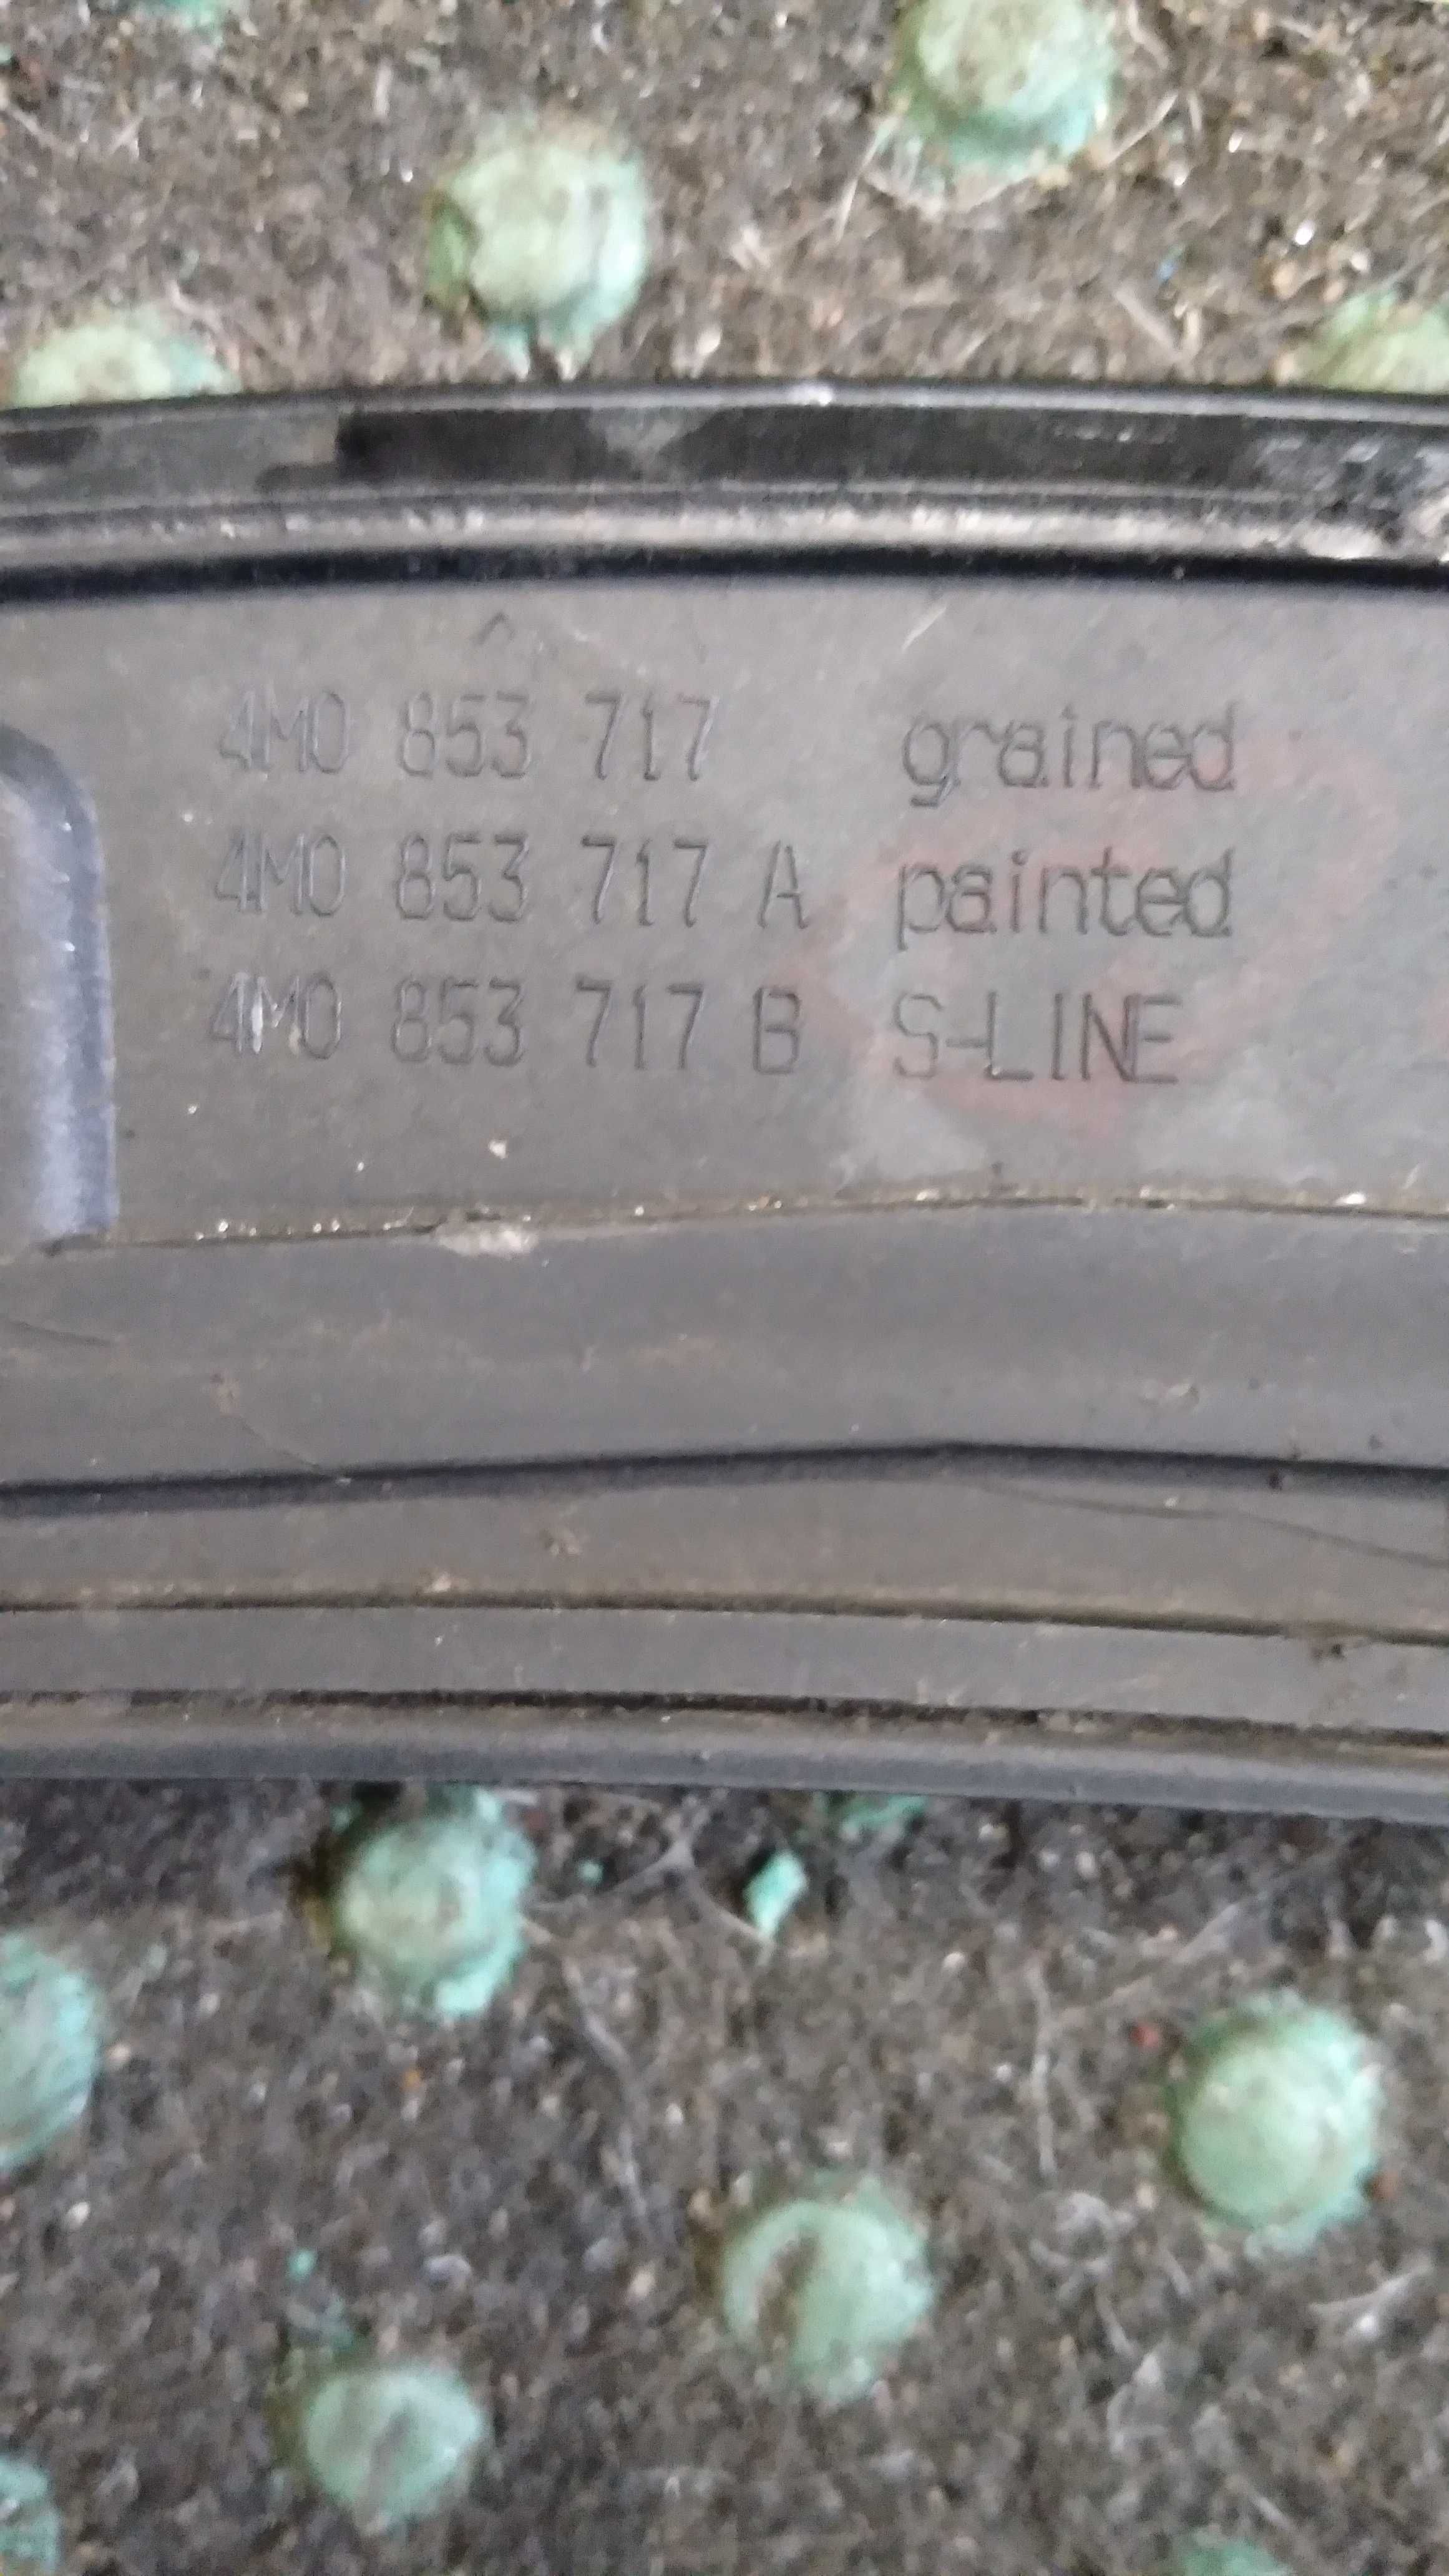 4M0 853 717 grained
4M0 853 717 A painted
4M0 853 717 B S-LINE